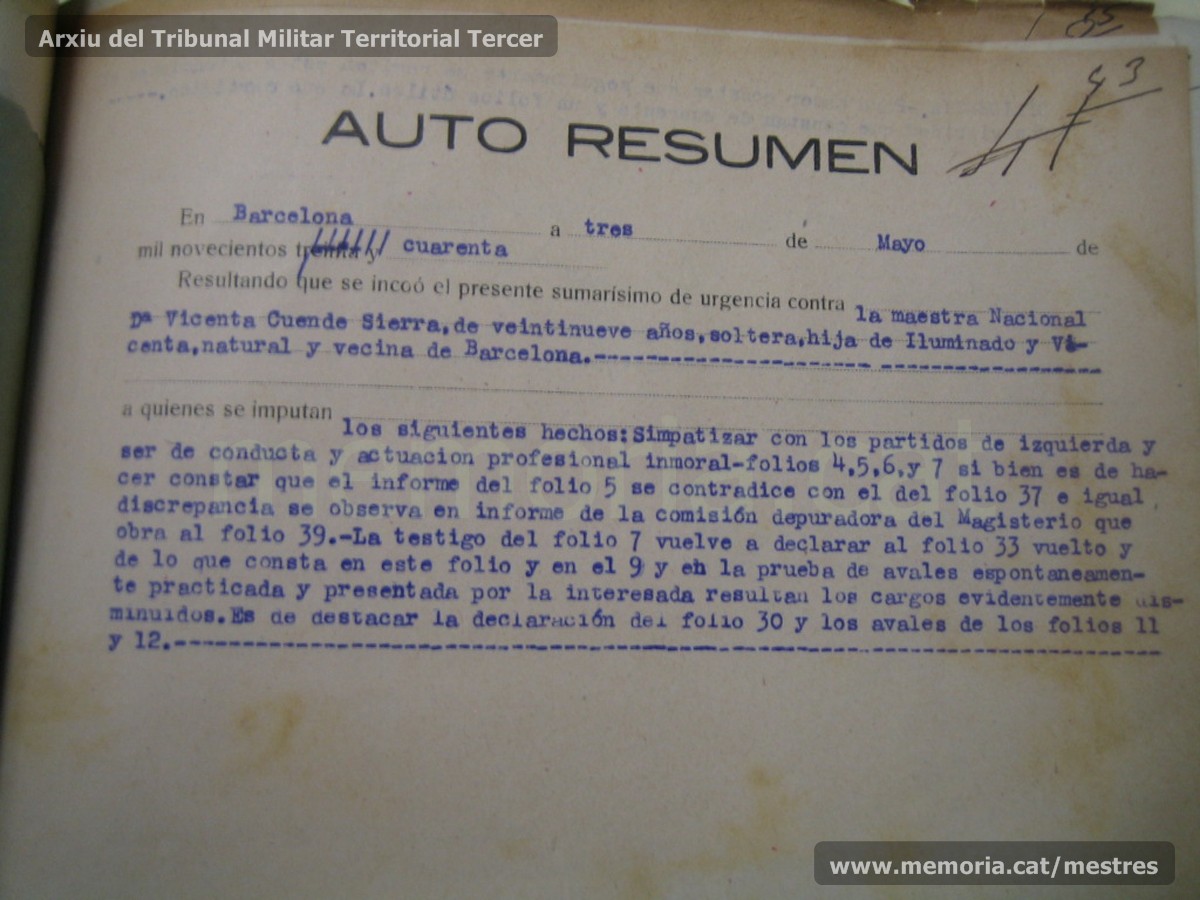 Arxiu del Tribunal Militar Territorial Tercer
43
AUTO RESUMEN
En Barcelona a tres de Mayo de
mil novecientos treinta y cuarenta
Resultando que se incoó el presente sumarísimo de urgencia contra la maestra Nacional
Dª Vicenta Cuende Sierra,de veintinueve años,soltera,hija de Iluminado y Vi-
centa,natural y vecina de Barcelona.-
a quienes se imputan los siguientes hechos:Simpatizar con los partidos de izquierda y
ser de conducta y actuacion profesional inmoral-folios 4,5,6,y 7 si bien es de ha-
cer constar que el informe del folio 5 se contradice con el del folio 37 e igual
discrepancia se observa en informe de la comisión depuradora del Magisterio que
obra al folio 39.-La testigo del folio 7 vuelve a declarar al folio 33 vuelto y
de lo que consta en este folio y en el 9 y en la prueba de avales espontaneamen-
te practicada y presentada por la interesada resultan los cargos evidentemente dis-
minuidos.Es de destacar la declaración del folio 30 y los avales de los folios 11
y 12.-
memoria.cat
www.memoria.cat/mestres